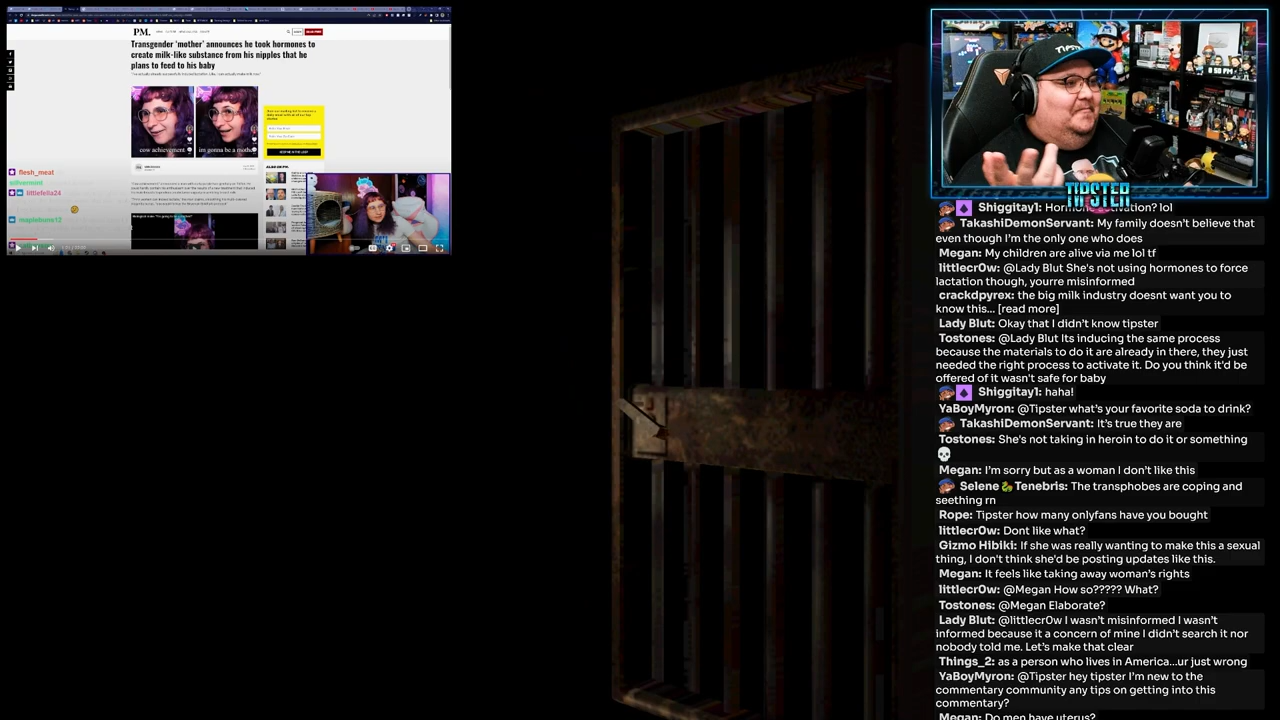 PM.
Transgender 'mother' announces he took hormones to
create milk-like substance from his nipples that he
plans to feed to his baby
cow achievement
im gonna be a mothe
flesh_meat
littlefella24
TIPSTER
8 50 PM
Shiggitay1: Hormone activation? lol
TakashiDemonServant: My family doesn't believe that
even though I'm the only one who does
Megan: My children are alive via me lol tf
littlecr0w: @Lady Blut She's not using hormones to force
lactation though, youre misinformed
crackdpyrex: the big milk industry doesnt want you to
know this... [read more]
Lady Blut: Okay that I didn't know tipster
Tostones: @Lady Blut Its inducing the same process
because the materials to do it are already in there, they just
needed the right process to activate it. Do you think it'd be
offered of it wasn't safe for baby
Shiggitay1: haha!
YaBoyMyron: @Tipster what's your favorite soda to drink?
TakashiDemonServant: It's true they are
Tostones: She's not taking in heroin to do it or something
💀
Megan: I'm sorry but as a woman I don't like this
Selene🐍Tenebris: The transphobes are coping and
seething rn
Rope: Tipster how many onlyfans have you bought
littlecr0w: Dont like what?
Gizmo Hibiki: If she was really wanting to make this a sexual
thing, I don't think she'd be posting updates like this.
Megan: It feels like taking away woman's rights
littlecr0w: @Megan How so????? What?
Tostones: @Megan Elaborate?
Lady Blut: @littlecr0w I wasn't misinformed I wasn't
informed because it a concern of mine I didn't search it nor
nobody told me. Let's make that clear
Things_2: as a person who lives in America...ur just wrong
YaBoyMyron: @Tipster hey tipster I'm new to the
commentary community any tips on getting into this
commentary?
Megan: Do men have uterus?